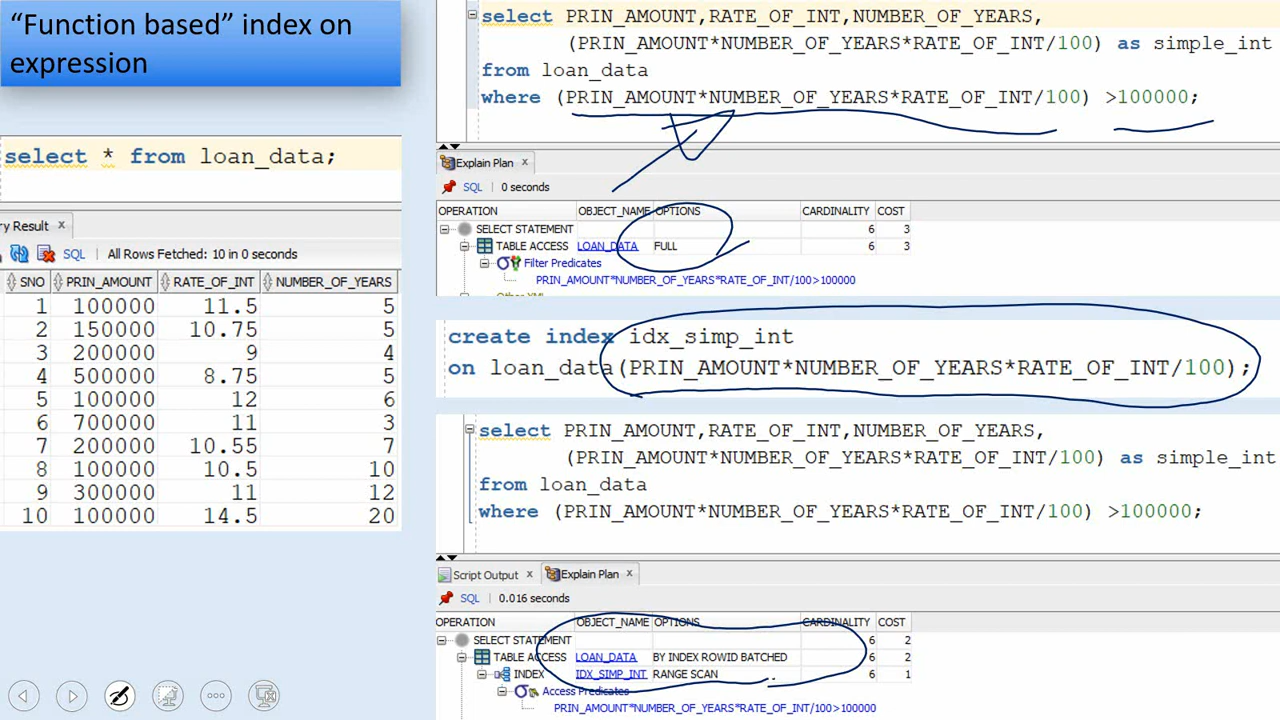 “Function based” index on
expression
select * from loan_data;
ry Result x
SQL | All Rows Fetched: 10 in 0 seconds
SNO PRIN_AMOUNT RATE_OF_INT NUMBER_OF_YEARS
1 100000 11.5 5
2 150000 10.75 5
3 200000 9 4
4 500000 8.75 5
5 100000 12 6
6 700000 11 3
7 200000 10.55 7
8 100000 10.5 10
9 300000 11 12
10 100000 14.5 20
select PRIN_AMOUNT,RATE_OF_INT,NUMBER_OF_YEARS,
(PRIN_AMOUNT*NUMBER_OF_YEARS*RATE_OF_INT/100) as simple_int
from loan_data
where (PRIN_AMOUNT*NUMBER_OF_YEARS*RATE_OF_INT/100) >100000;
Explain Plan x
SQL | 0 seconds
OPERATION OBJECT_NAME OPTIONS CARDINALITY COST
SELECT STATEMENT 6 3
TABLE ACCESS LOAN_DATA FULL 6 3
Filter Predicates
PRIN_AMOUNT*NUMBER_OF_YEARS*RATE_OF_INT/100>100000
Other XML
create index idx_simp_int
on loan_data(PRIN_AMOUNT*NUMBER_OF_YEARS*RATE_OF_INT/100);
select PRIN_AMOUNT,RATE_OF_INT,NUMBER_OF_YEARS,
(PRIN_AMOUNT*NUMBER_OF_YEARS*RATE_OF_INT/100) as simple_int
from loan_data
where (PRIN_AMOUNT*NUMBER_OF_YEARS*RATE_OF_INT/100) >100000;
Script Output x Explain Plan x
SQL | 0.016 seconds
OPERATION OBJECT_NAME OPTIONS CARDINALITY COST
SELECT STATEMENT 6 2
TABLE ACCESS LOAN_DATA BY INDEX ROWID BATCHED 6 2
INDEX IDX_SIMP_INT RANGE SCAN 6 1
Access Predicates
PRIN_AMOUNT*NUMBER_OF_YEARS*RATE_OF_INT/100>100000